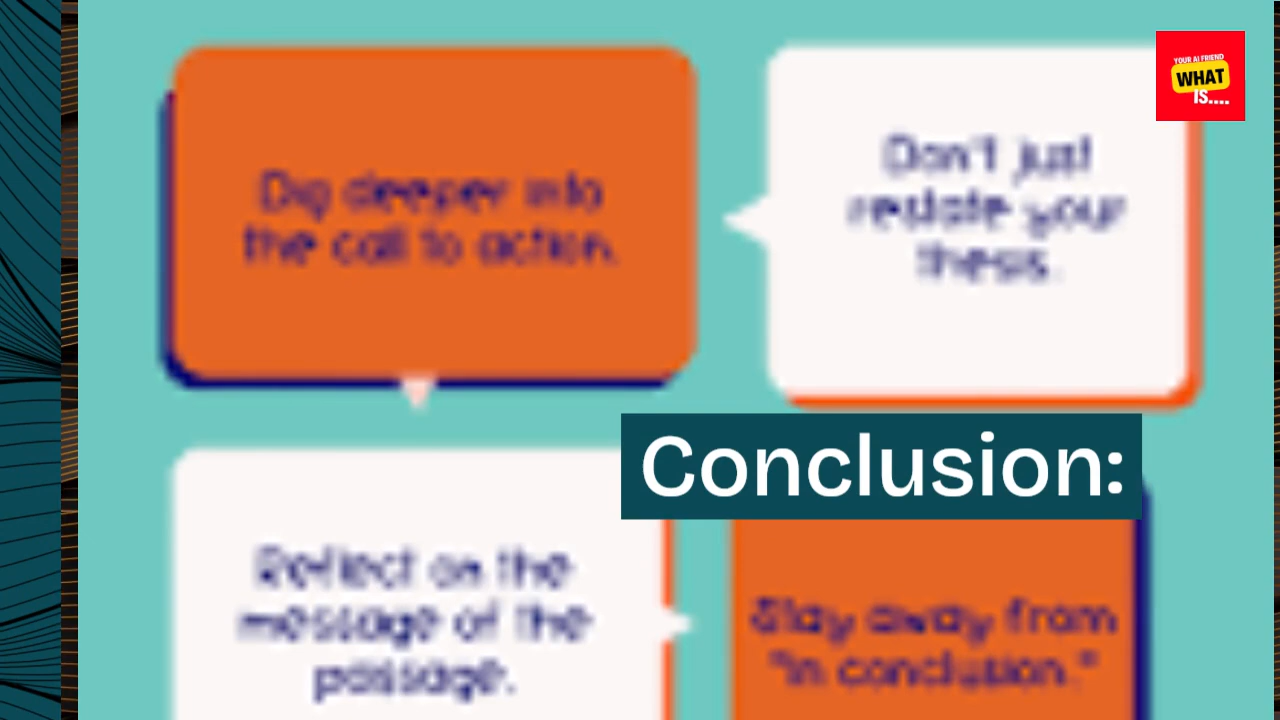 YOUR AI FRIEND
WHAT
IS....
Don't just
restate your
thesis.
Dig deeper into
the call to action.
Reflect on the
message of the
passage.
Stay away from
"In conclusion."
Conclusion: